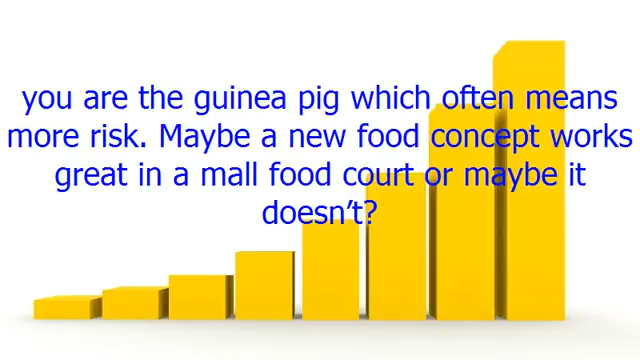 you are the guinea pig which often means
more risk. Maybe a new food concept works
great in a mall food court or maybe it
doesn’t?